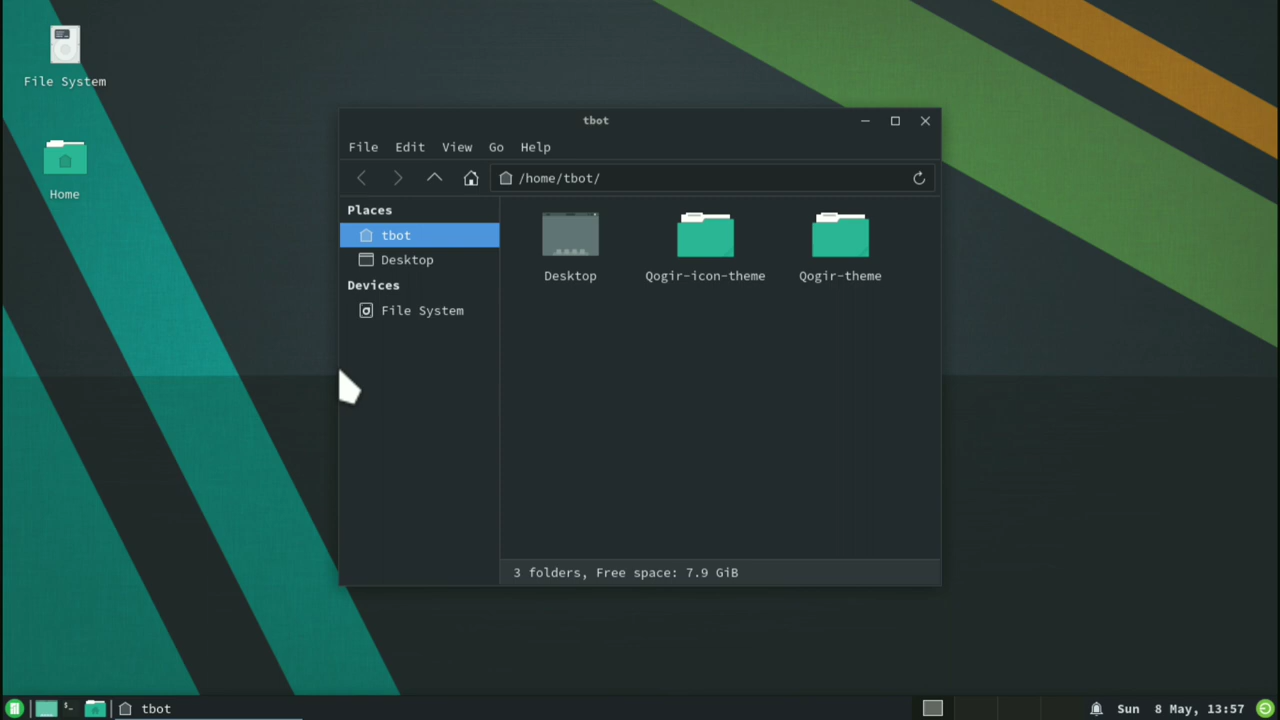 File System
Home
tbot
File Edit View Go Help
/home/tbot/
Places
tbot
Desktop
Devices
File System
Desktop
Qogir-icon-theme
Qogir-theme
3 folders, Free space: 7.9 GiB
$-
tbot
Sun 8 May, 13:57